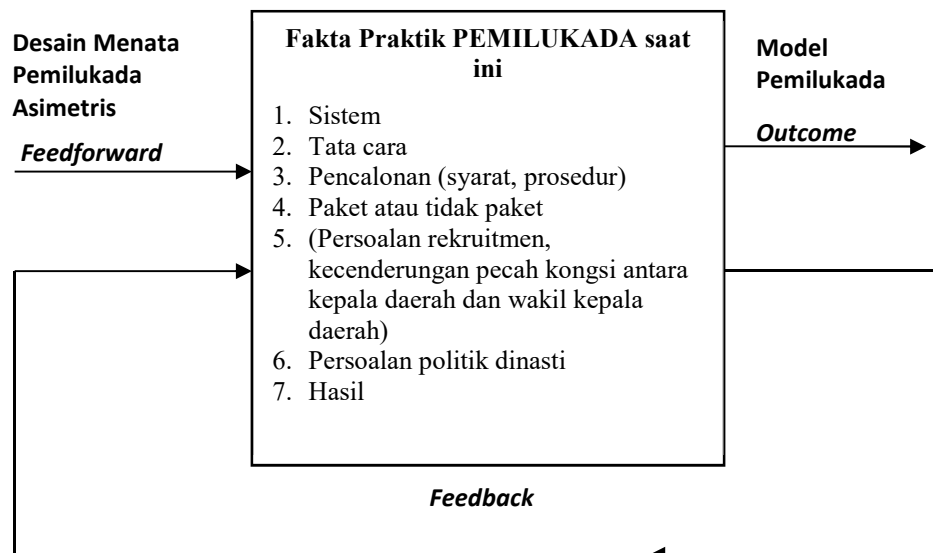 Desain Menata
Pemilukada
Asimetris
Feedforward
Fakta Praktik PEMILUKADA saat
ini
1. Sistem
2. Tata cara
3. Pencalonan (syarat, prosedur)
4. Paket atau tidak paket
5. (Persoalan rekruitmen,
kecenderungan pecah kongsi antara
kepala daerah dan wakil kepala
daerah)
6. Persoalan politik dinasti
7. Hasil
Model
Pemilukada
Outcome
Feedback